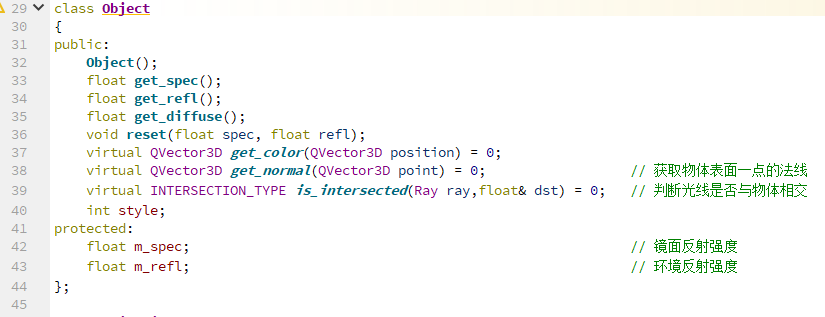 29 class Object
30 {
31 public:
32     Object();
33     float get_spec();
34     float get_refl();
35     float get_diffuse();
36     void reset(float spec, float refl);
37     virtual QVector3D get_color(QVector3D position) = 0;
38     virtual QVector3D get_normal(QVector3D point) = 0;                  // 获取物体表面一点的法线
39     virtual INTERSECTION_TYPE is_intersected(Ray ray,float& dst) = 0;   // 判断光线是否与物体相交
40     int style;
41 protected:
42     float m_spec;                                                       // 镜面反射强度
43     float m_refl;                                                       // 环境反射强度
44 };
45